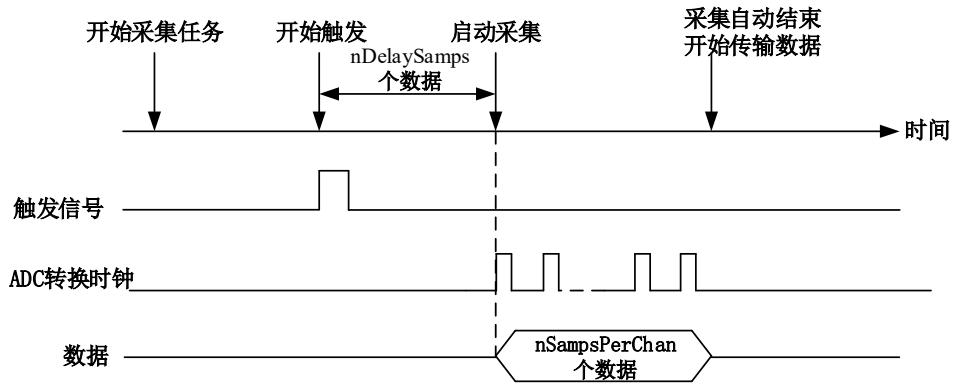 开始采集任务
开始触发
启动采集
采集自动结束
开始传输数据
nDelaySamps
个数据
时间
触发信号
ADC转换时钟
数据
nSampsPerChan
个数据